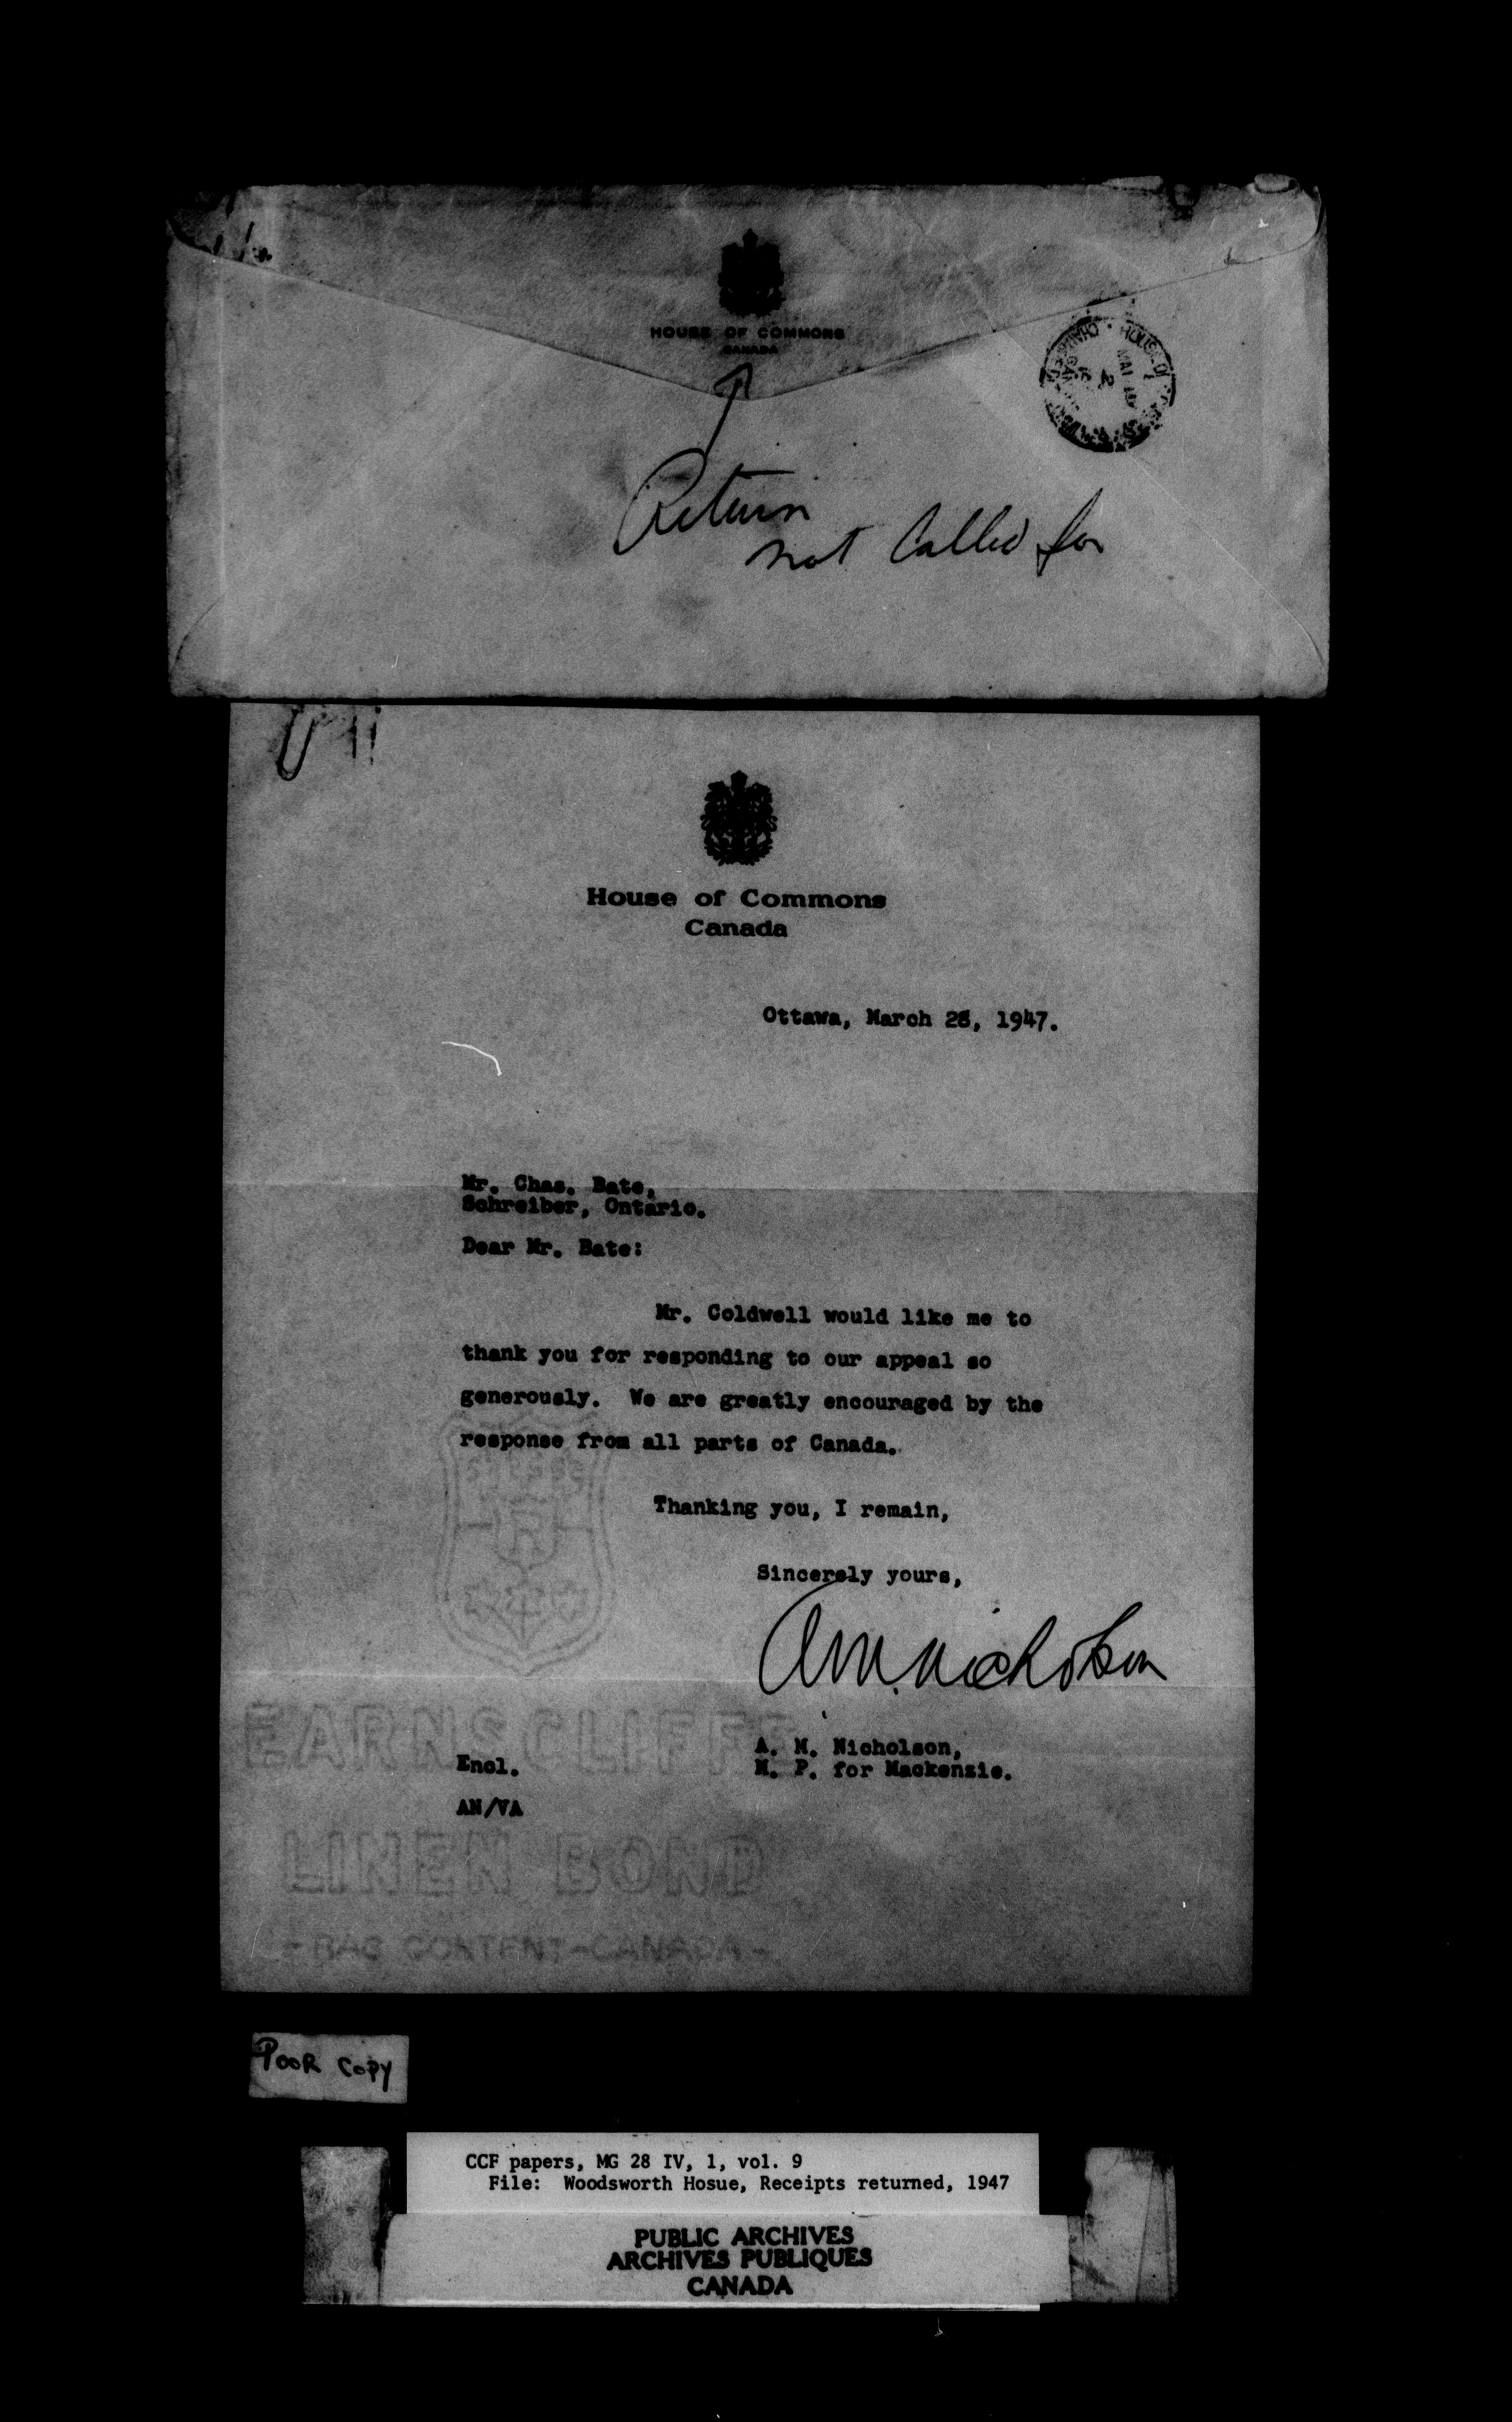 HOUSE OF COMMONS
CANADA
Return
not Called for
House of Commons
Canada
Ottawa, March 28, 1947.
Mr. Chas. Bate,
Schreiber, Ontario.
Dear Mr. Bate:
Mr. Coldwell would like me to
thank you for responding to our appeal so
generously. We are greatly encouraged by the
response from all parts of Canada.
Thanking you, I remain,
Sincerely yours,
AM. Nicholson
A. M. Nicholson,
M. P. for Mackenzie.
Encl.
AN/VA
EARNSCLIFFE
LINEN BOND
-RAG CONTENT-CANADA-
POOR COPY
CCF papers, MG 28 IV, 1, vol. 9
File: Woodsworth Hosue, Receipts returned, 1947
PUBLIC ARCHIVES
ARCHIVES PUBLIQUES
CANADA